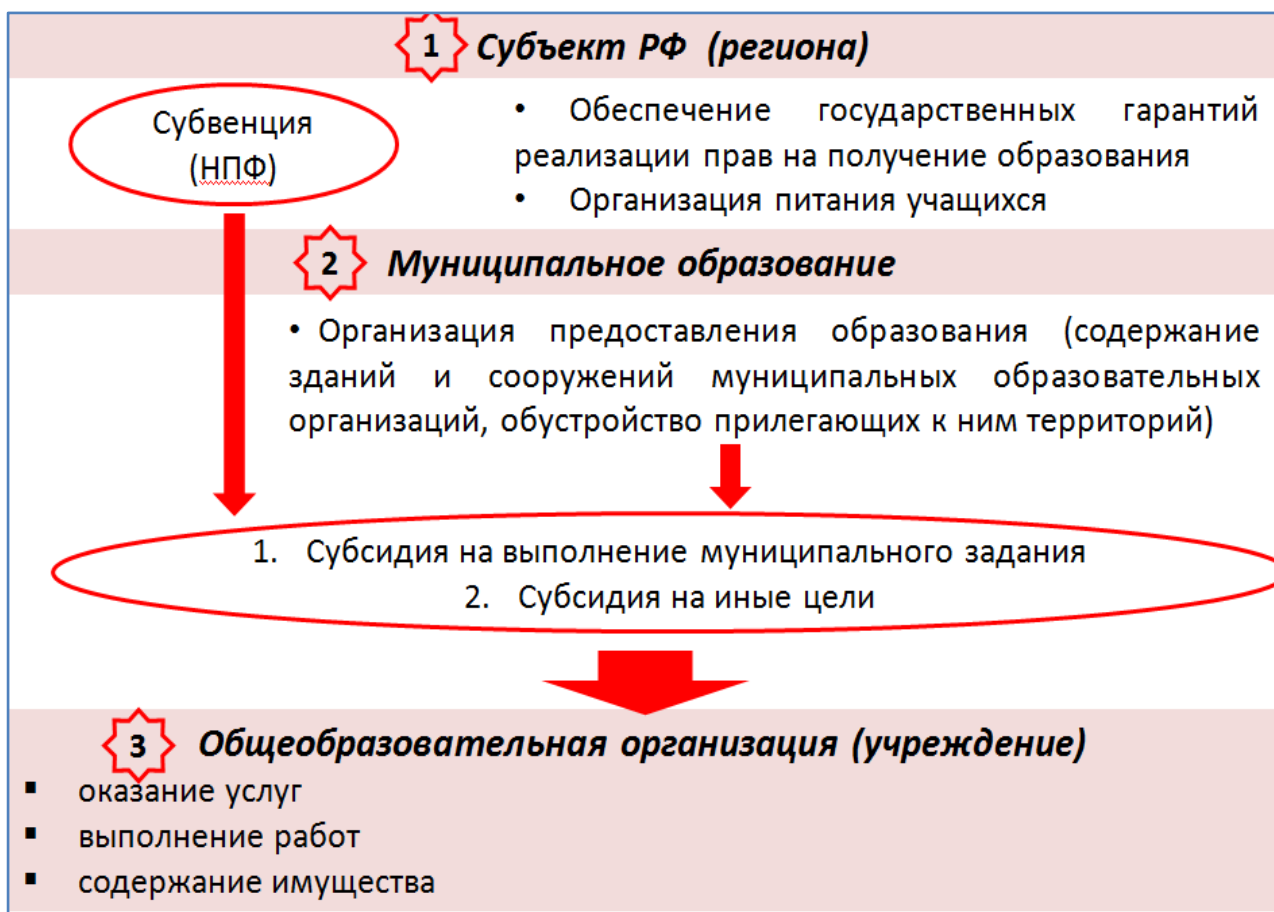 1 Субъект РФ (региона)
Субвенция
(НПФ)
• Обеспечение государственных гарантий
реализации прав на получение образования
• Организация питания учащихся
2 Муниципальное образование
• Организация предоставления образования (содержание
зданий и сооружений муниципальных образовательных
организаций, обустройство прилегающих к ним территорий)
1. Субсидия на выполнение муниципального задания
2. Субсидия на иные цели
3 Общеобразовательная организация (учреждение)
▪ оказание услуг
▪ выполнение работ
▪ содержание имущества